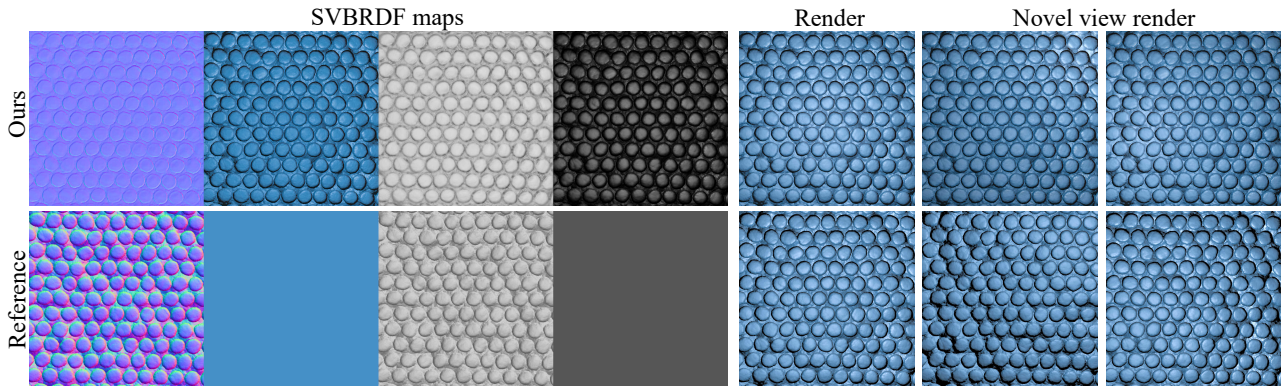 SVBRDF maps
Render
Novel view render
Ours
Reference